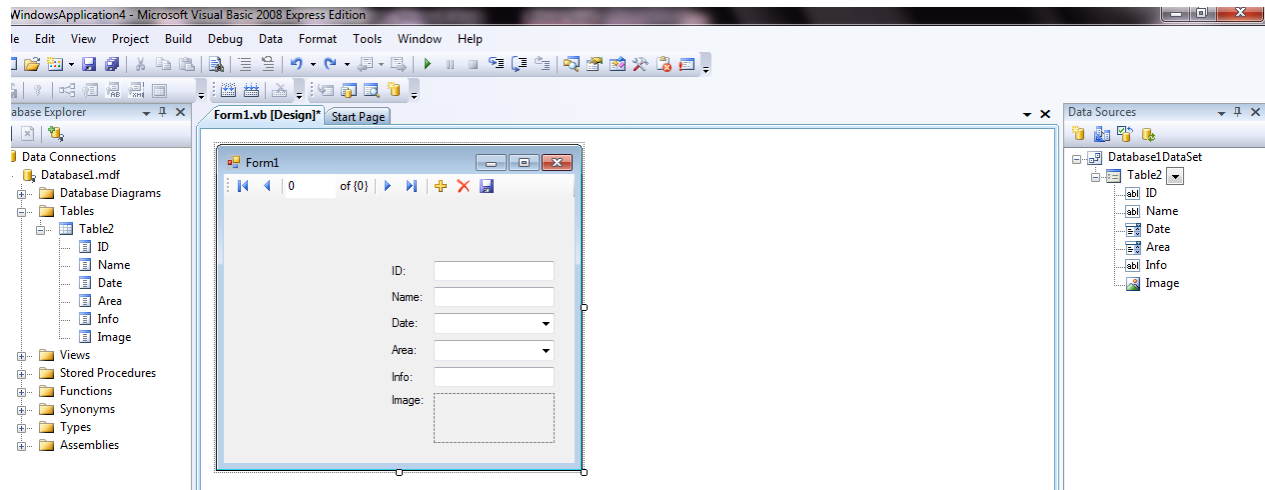 WindowsApplication4 - Microsoft Visual Basic 2008 Express Edition
le Edit View Project Build Debug Data Format Tools Window Help
abase Explorer
Data Connections
Database1.mdf
Database Diagrams
Tables
Table2
ID
Name
Date
Area
Info
Image
Views
Stored Procedures
Functions
Synonyms
Types
Assemblies
Form1.vb [Design]* Start Page
Form1
0 of {0}
ID:
Name:
Date:
Area:
Info:
Image:
Data Sources
Database1DataSet
Table2
abl ID
abl Name
Date
Area
abl Info
Image